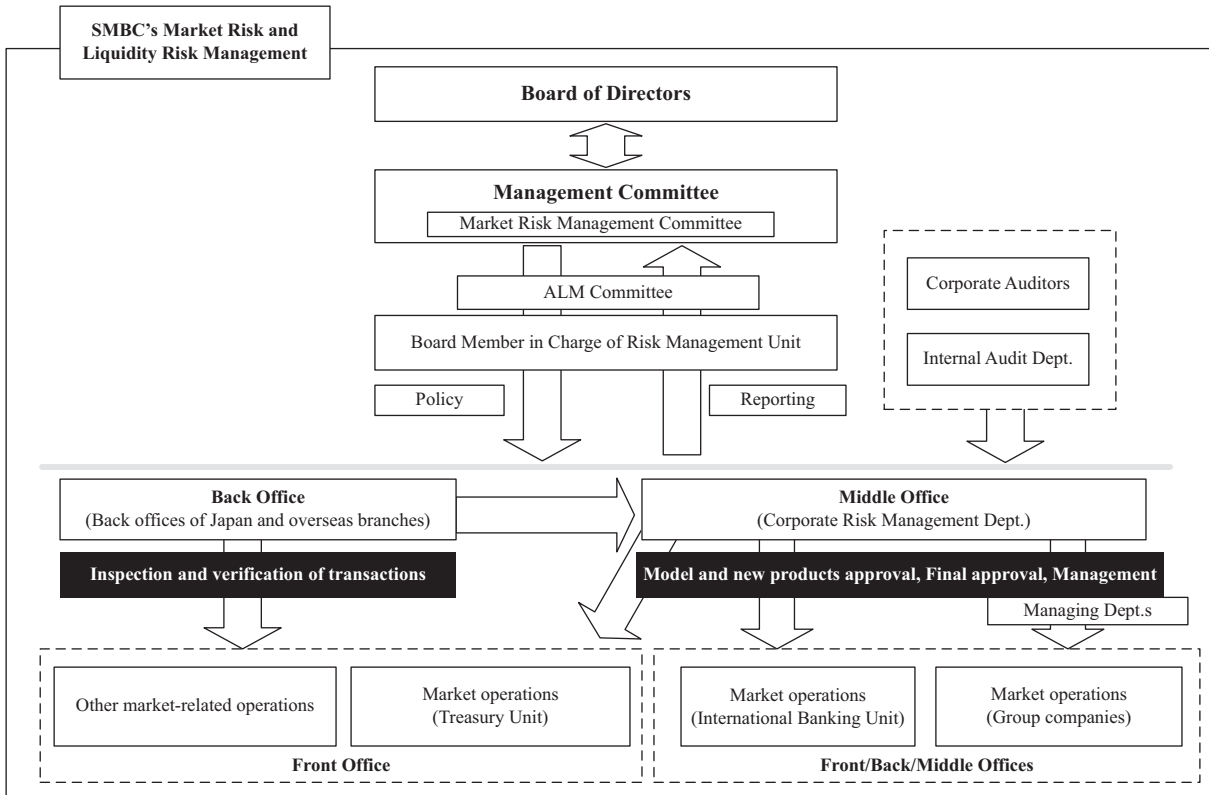 SMBC’s Market Risk and
Liquidity Risk Management
Board of Directors
Management Committee
Market Risk Management Committee
ALM Committee
Board Member in Charge of Risk Management Unit
Policy
Reporting
Corporate Auditors
Internal Audit Dept.
Back Office
(Back offices of Japan and overseas branches)
Middle Office
(Corporate Risk Management Dept.)
Inspection and verification of transactions
Model and new products approval, Final approval, Management
Managing Dept.s
Other market-related operations
Market operations
(Treasury Unit)
Front Office
Market operations
(International Banking Unit)
Market operations
(Group companies)
Front/Back/Middle Offices